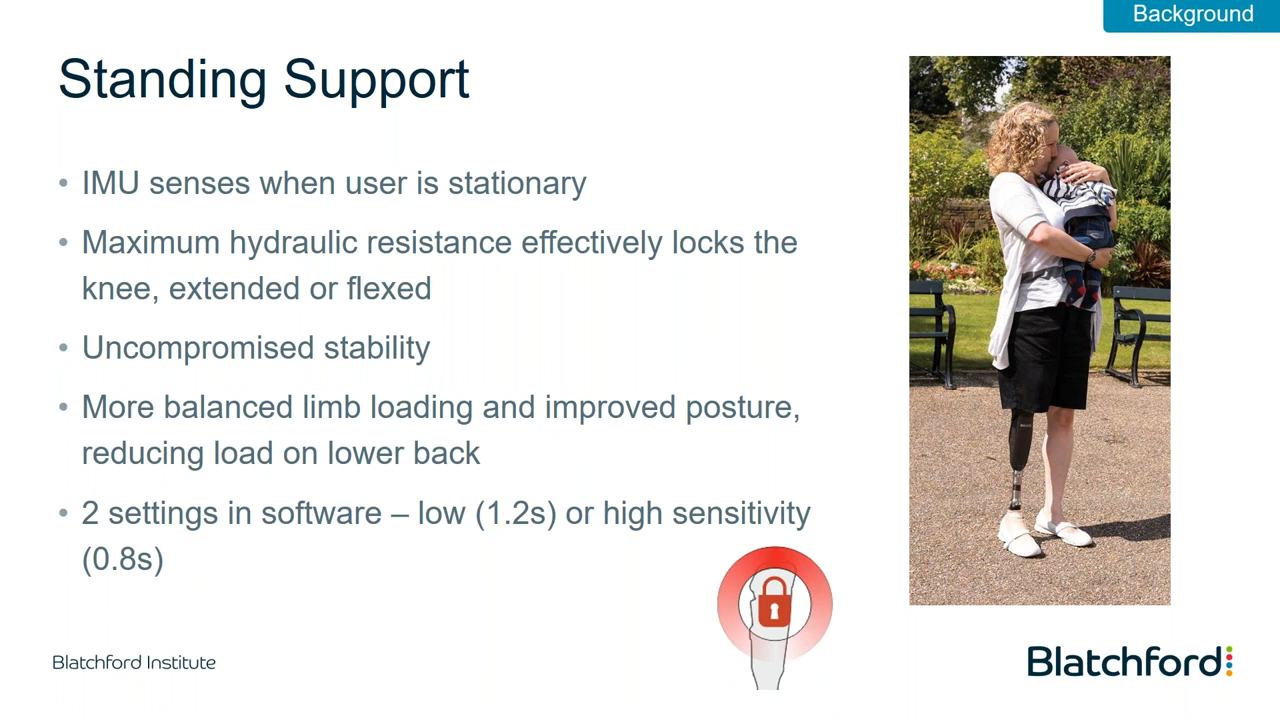 Background
Standing Support
• IMU senses when user is stationary
• Maximum hydraulic resistance effectively locks the
knee, extended or flexed
• Uncompromised stability
• More balanced limb loading and improved posture,
reducing load on lower back
• 2 settings in software – low (1.2s) or high sensitivity
(0.8s)
Blatchford Institute
Blatchford